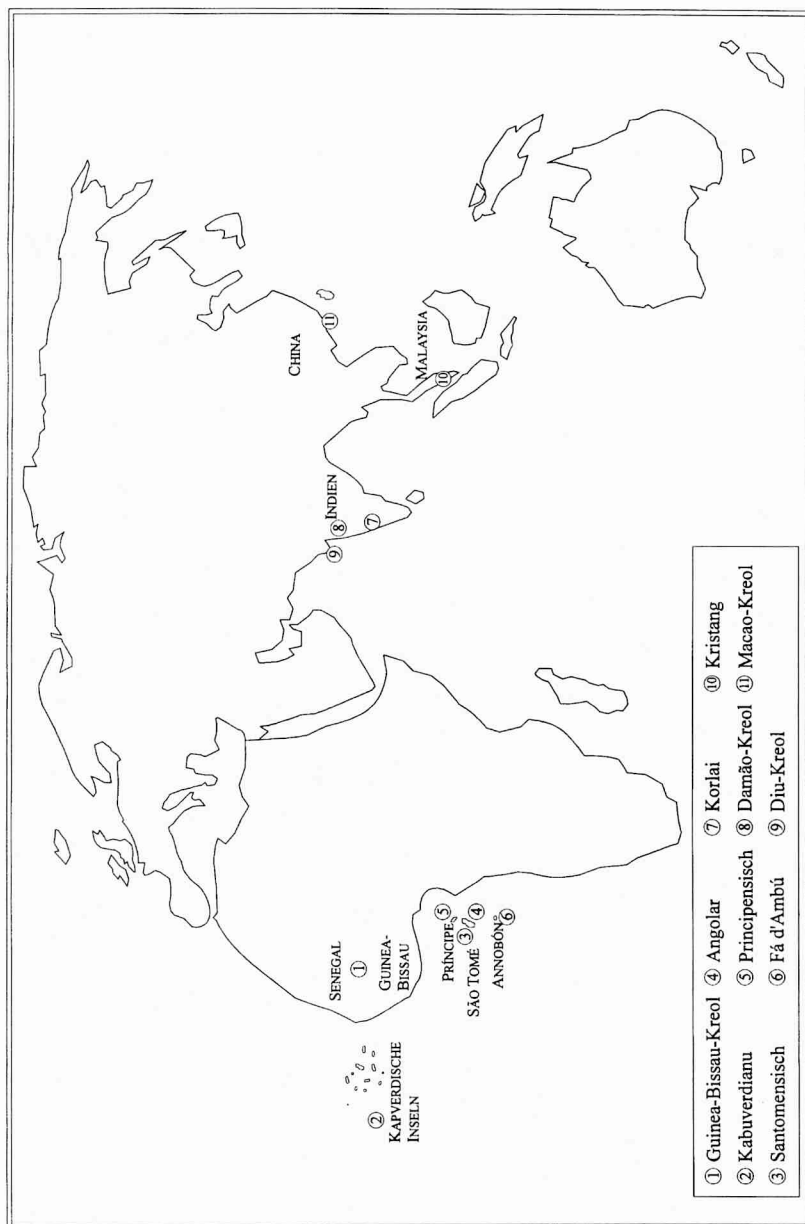 CHINA
⑪
MALAYSIA
⑩
INDIEN
⑨
⑧
⑦
SENEGAL
①
GUINEA-
BISSAU
PRÍNCIPE
⑤
SÃO TOMÉ
③
④
ANNOBÓN
⑥
②
KAPVERDISCHE
INSELN
① Guinea-Bissau-Kreol ④ Angolar ⑦ Korlai ⑩ Kristang
② Kabuverdianu ⑤ Principensisch ⑧ Damão-Kreol ⑪ Macao-Kreol
③ Santomensisch ⑥ Fá d'Ambú ⑨ Diu-Kreol